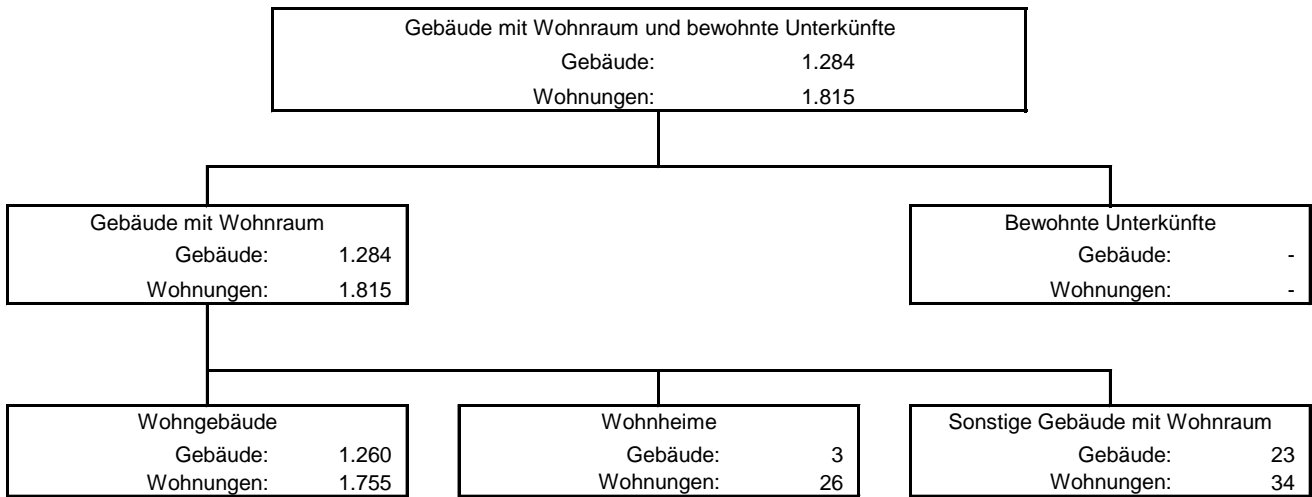 Gebäude mit Wohnraum und bewohnte Unterkünfte
Gebäude: 1.284
Wohnungen: 1.815
Gebäude mit Wohnraum
Gebäude: 1.284
Wohnungen: 1.815
Bewohnte Unterkünfte
Gebäude: -
Wohnungen: -
Wohngebäude
Gebäude: 1.260
Wohnungen: 1.755
Wohnheime
Gebäude: 3
Wohnungen: 26
Sonstige Gebäude mit Wohnraum
Gebäude: 23
Wohnungen: 34